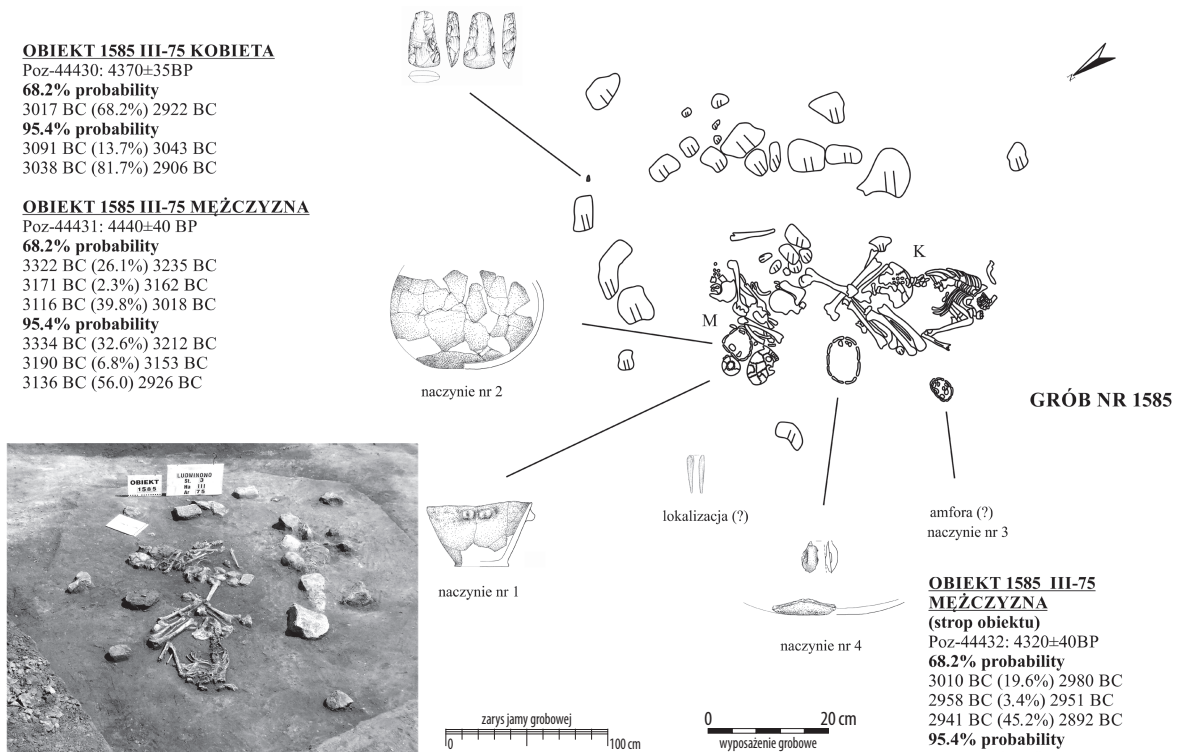 OBIEKT 1585 III-75 KOBIETA
Poz-44430: 4370±35BP
68.2% probability
3017 BC (68.2%) 2922 BC
95.4% probability
3091 BC (13.7%) 3043 BC
3038 BC (81.7%) 2906 BC
OBIEKT 1585 III-75 MĘŻCZYZNA
Poz-44431: 4440±40 BP
68.2% probability
3322 BC (26.1%) 3235 BC
3171 BC (2.3%) 3162 BC
3116 BC (39.8%) 3018 BC
95.4% probability
3334 BC (32.6%) 3212 BC
3190 BC (6.8%) 3153 BC
3136 BC (56.0) 2926 BC
N
K
M
naczynie nr 2
GRÓB NR 1585
naczynie nr 1
lokalizacja (?)
amfora (?)
naczynie nr 3
naczynie nr 4
OBIEKT 1585 III-75
MĘŻCZYZNA
(strop obiektu)
Poz-44432: 4320±40BP
68.2% probability
3010 BC (19.6%) 2980 BC
2958 BC (3.4%) 2951 BC
2941 BC (45.2%) 2892 BC
95.4% probability
OBIEKT
1585
LUDWINOWO
St. 3
Ha III
Ar 75
zarys jamy grobowej
0 100 cm
0 20 cm
wyposażenie grobowe